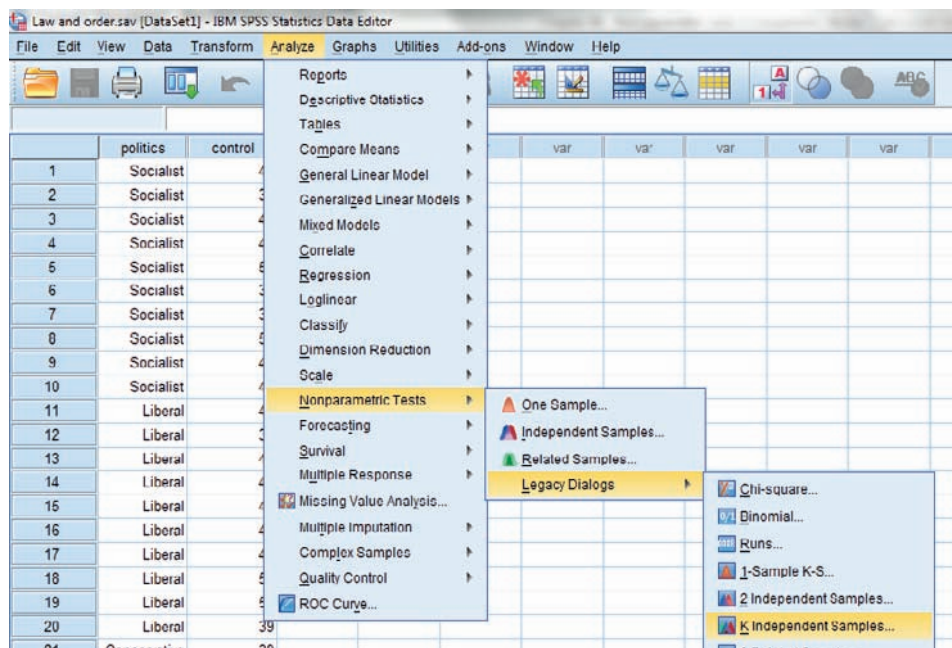 Law and order.sav [DataSet1] - IBM SPSS Statistics Data Editor
File Edit View Data Transform Analyze Graphs Utilities Add-ons Window Help
Reports
Descriptive Statistics
Tables
Compare Means
General Linear Model
Generalized Linear Models
Mixed Models
Correlate
Regression
Loglinear
Classify
Dimension Reduction
Scale
Nonparametric Tests
Forecasting
Survival
Multiple Response
Missing Value Analysis...
Multiple Imputation
Complex Samples
Quality Control
ROC Curve...
One Sample...
Independent Samples...
Related Samples...
Legacy Dialogs
Chi-square...
Binomial...
Runs...
1-Sample K-S...
2 Independent Samples...
K Independent Samples...
politics control var var var var var
1 Socialist
2 Socialist
3 Socialist
4 Socialist
5 Socialist
6 Socialist
7 Socialist
8 Socialist
9 Socialist
10 Socialist
11 Liberal
12 Liberal
13 Liberal
14 Liberal
15 Liberal
16 Liberal
17 Liberal
18 Liberal
19 Liberal
20 Liberal 39